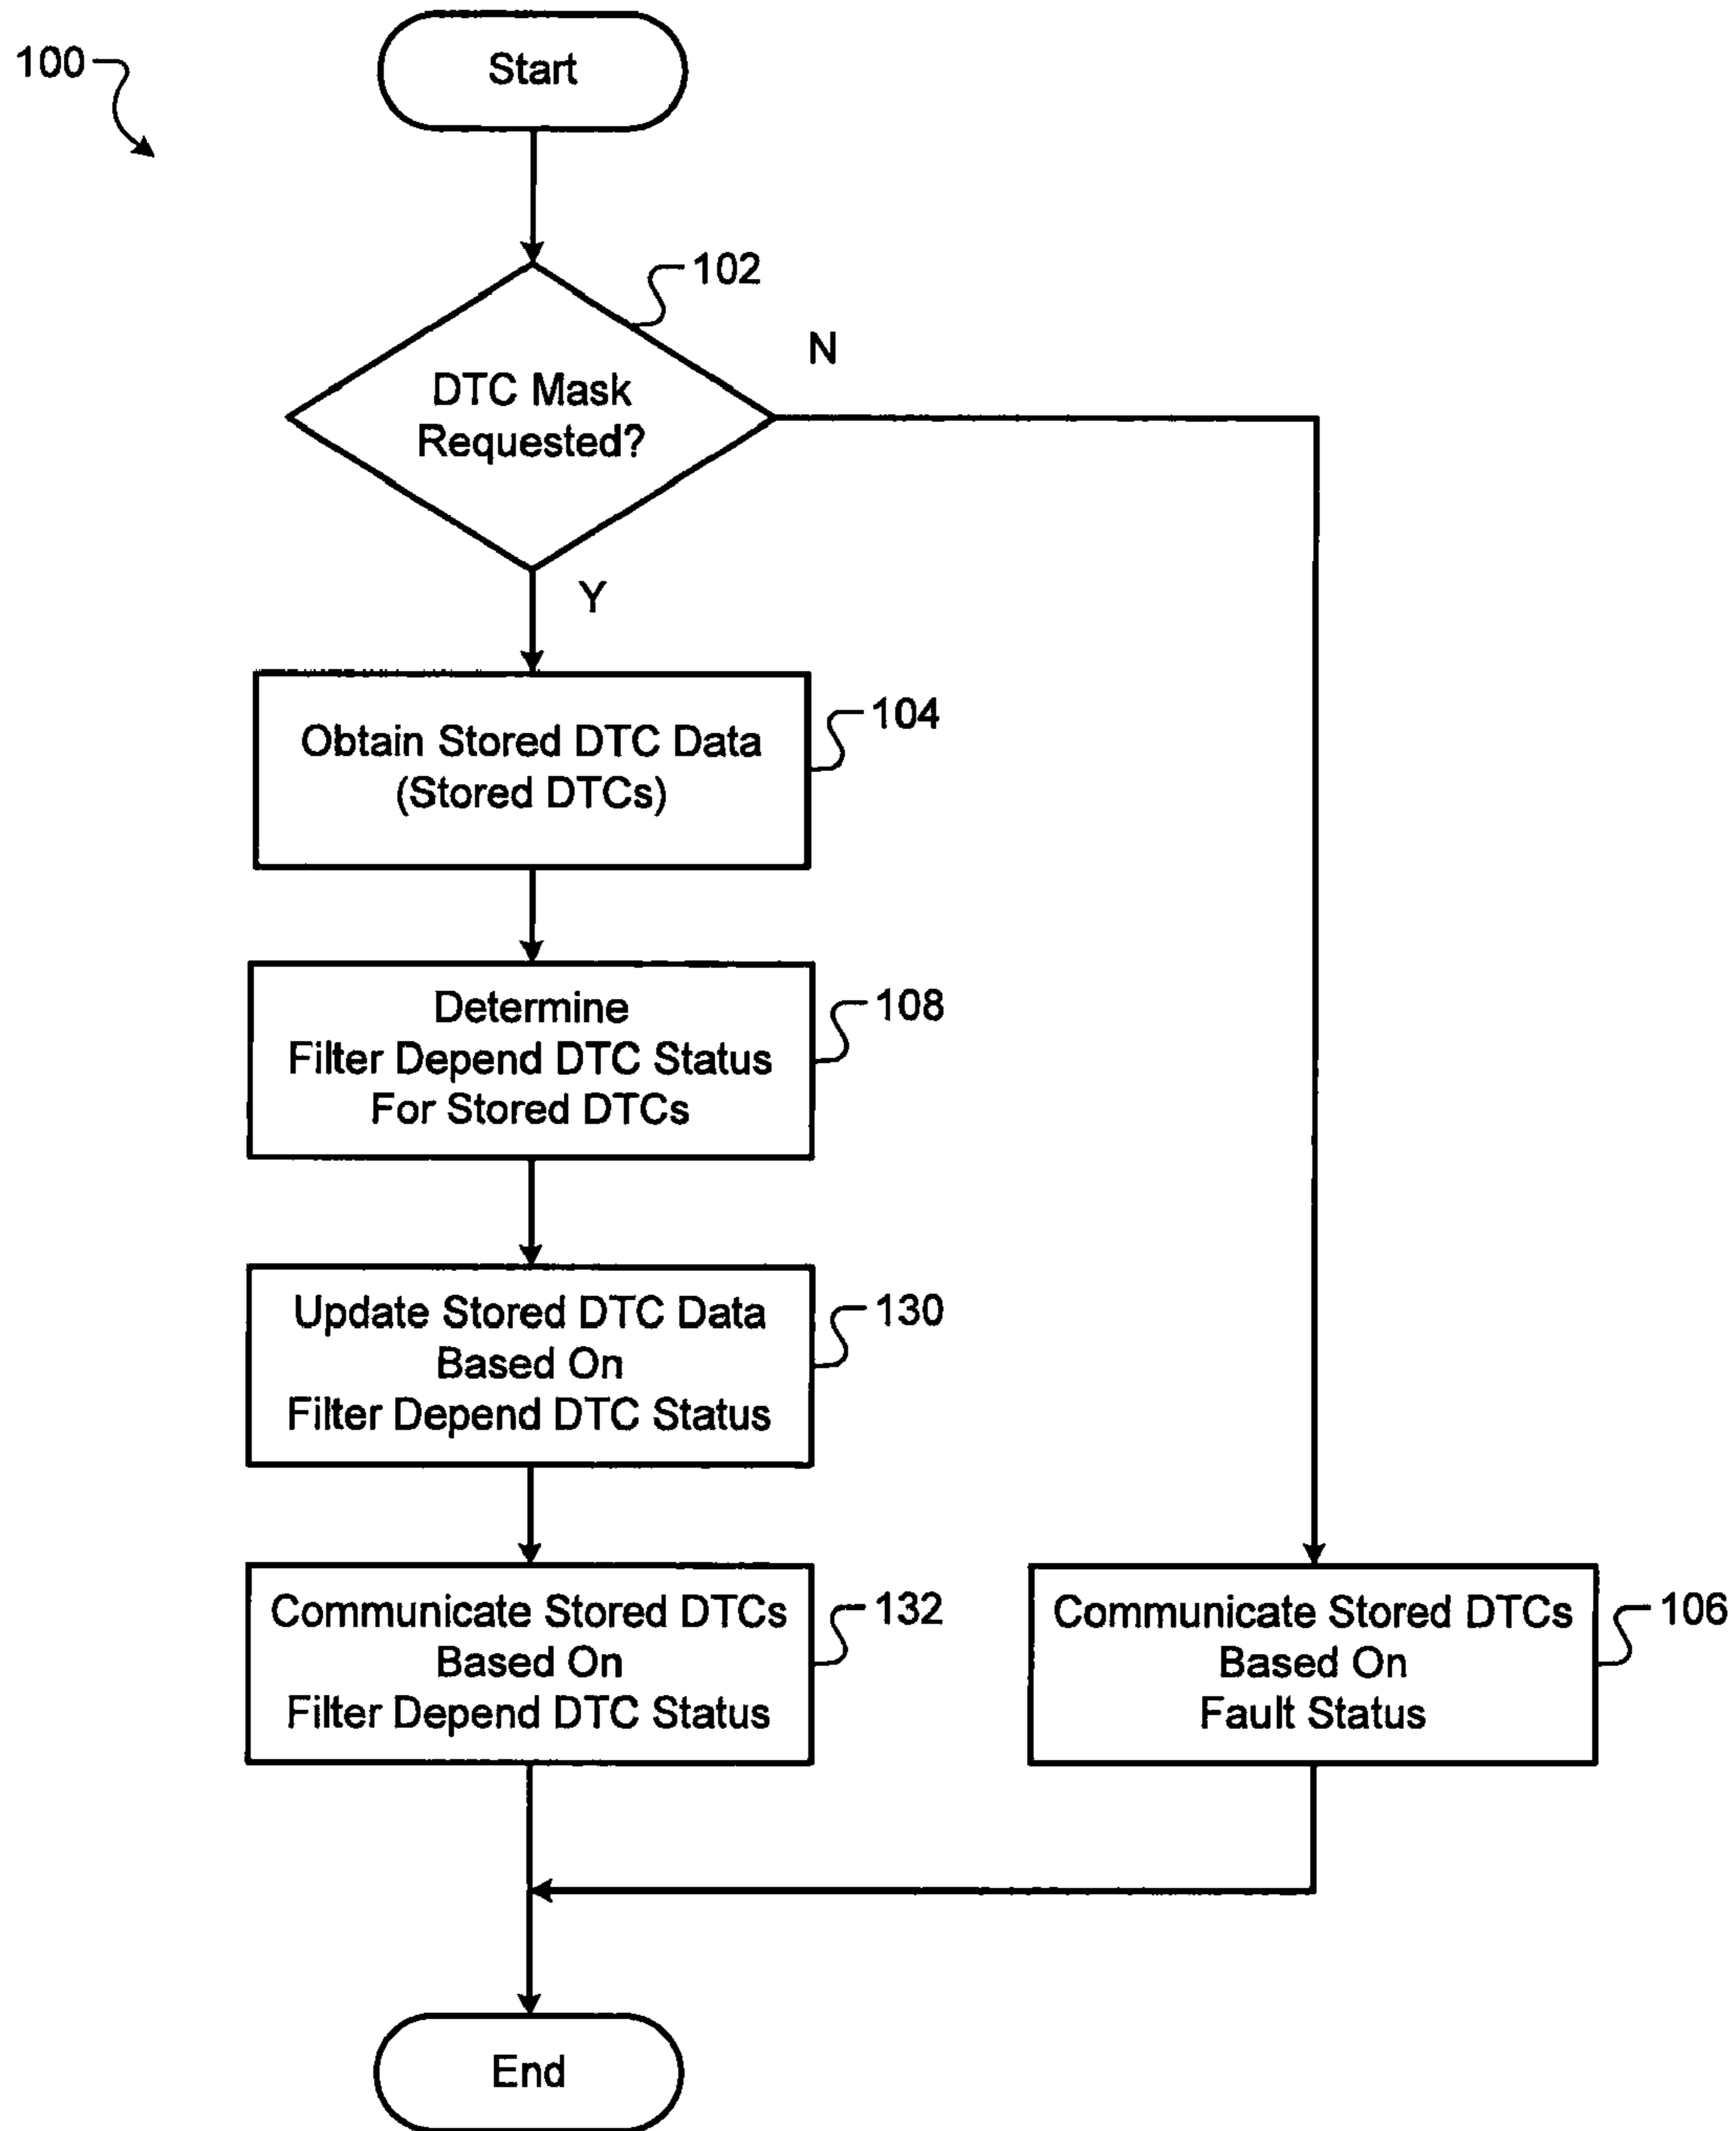 100
Start
102
DTC Mask
Requested?
N
Y
Obtain Stored DTC Data
(Stored DTCs)
104
Determine
Filter Depend DTC Status
For Stored DTCs
108
Update Stored DTC Data
Based On
Filter Depend DTC Status
130
Communicate Stored DTCs
Based On
Filter Depend DTC Status
132
Communicate Stored DTCs
Based On
Fault Status
106
End